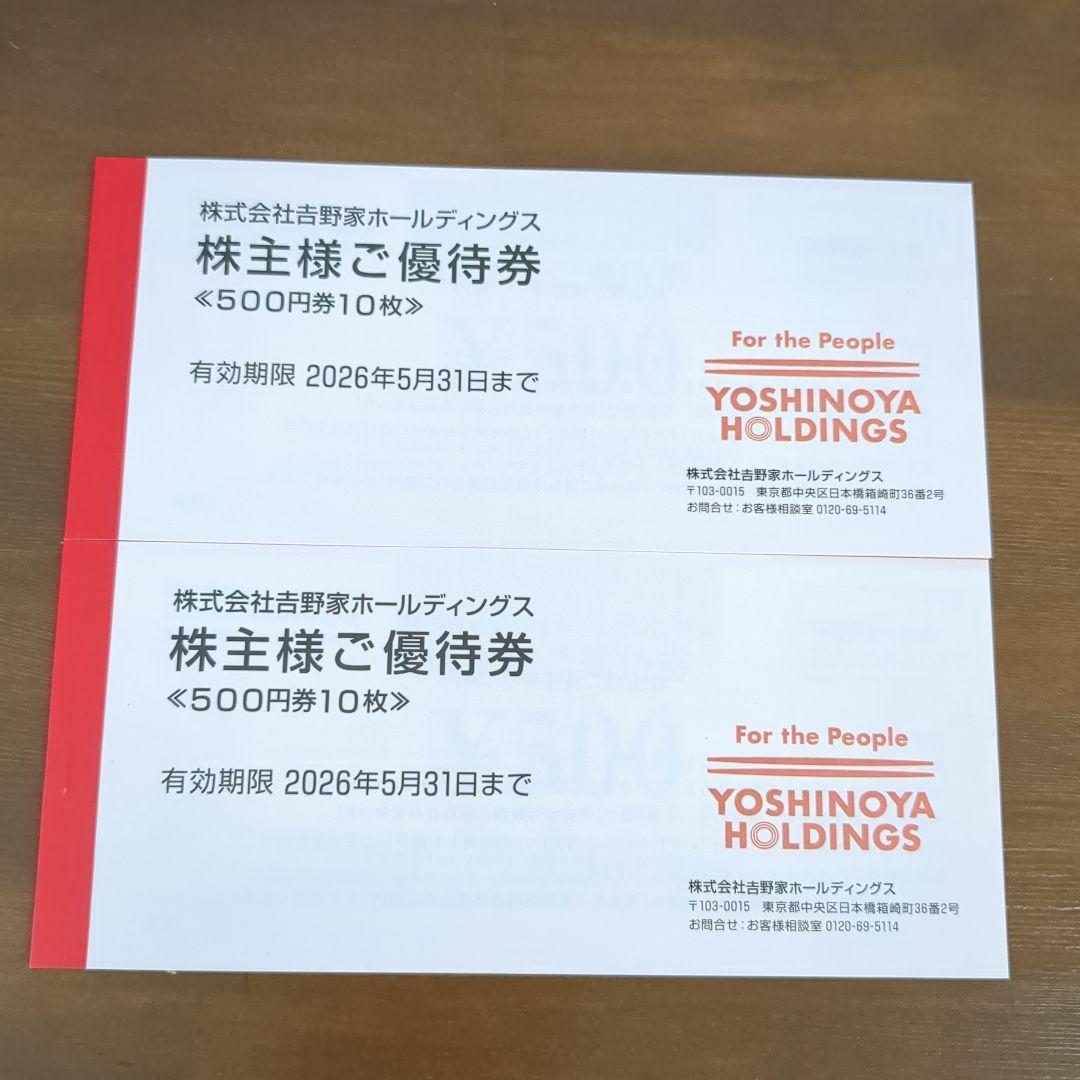 株式会社𠮷野家ホールディングス
株主様ご優待券
≪500円券10枚≫
有効期限 2026年5月31日まで
For the People
YOSHINOYA
HOLDINGS
株式会社𠮷野家ホールディングス
〒103-0015 東京都中央区日本橋箱崎町36番2号
お問合せ：お客様相談室 0120-69-5114
株式会社𠮷野家ホールディングス
株主様ご優待券
≪500円券10枚≫
有効期限 2026年5月31日まで
For the People
YOSHINOYA
HOLDINGS
株式会社𠮷野家ホールディングス
〒103-0015 東京都中央区日本橋箱崎町36番2号
お問合せ：お客様相談室 0120-69-5114